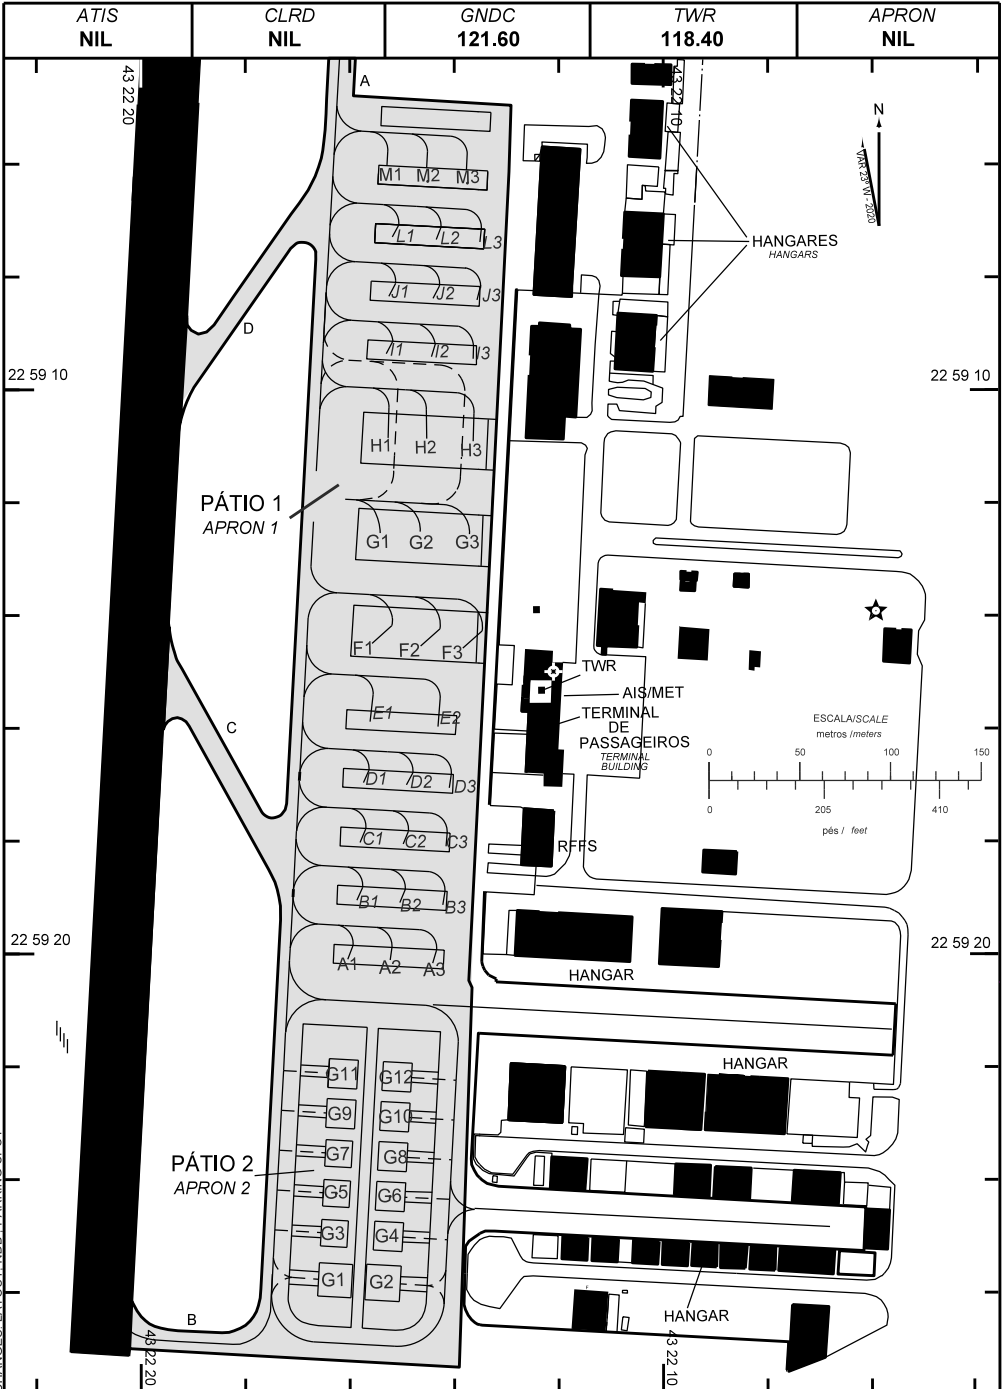 ATIS CLRD GNDC TWR APRON
NIL NIL 121.60 118.40 NIL
43 22 20
A
43 22 10
N
VAR 23° W - 2020
M1 M2 M3
L1 L2 L3
HANGARES
HANGARS
J1 J2 J3
D
I1 I2 I3
22 59 10
22 59 10
H1 H2 H3
PÁTIO 1
APRON 1
G1 G2 G3
F1 F2 F3
TWR
AIS/MET
E1 E2
TERMINAL
DE
PASSAGEIROS
TERMINAL
BUILDING
ESCALA/SCALE
metros /meters
0 50 100 150
0 205 410
pés / feet
C
D1 D2 D3
C1 C2 C3
RFFS
B1 B2 B3
22 59 20
22 59 20
A1 A2 A3
HANGAR
HANGAR
G11 G12
G9 G10
G7 G8
PÁTIO 2
APRON 2
G5 G6
G3 G4
G1 G2
B
HANGAR
43 22 20
43 22 10